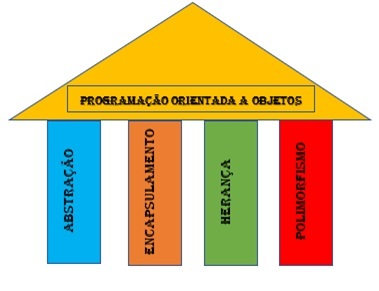 PROGRAMAÇÃO ORIENTADA A OBJETOS
ABSTRAÇÃO
ENCAPSULAMENTO
HERANÇA
POLIMORFISMO